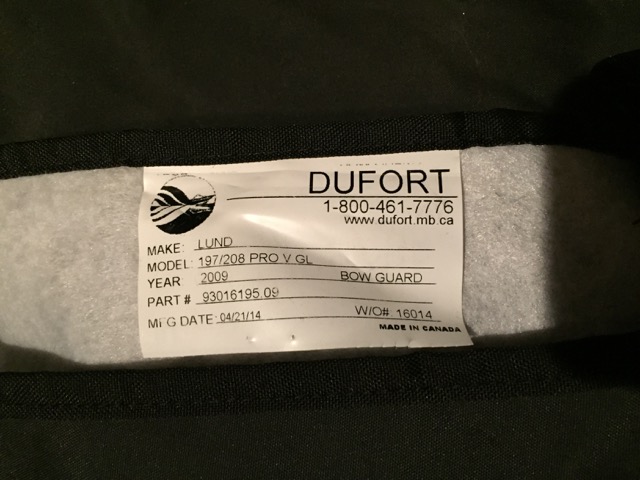 DUFORT
1-800-461-7776
www.dufort.mb.ca
MAKE: LUND
MODEL: 197/208 PRO V GL
YEAR: 2009 BOW GUARD
PART # 93016195.09
MFG DATE: 04/21/14 W/O#: 16014
MADE IN CANADA